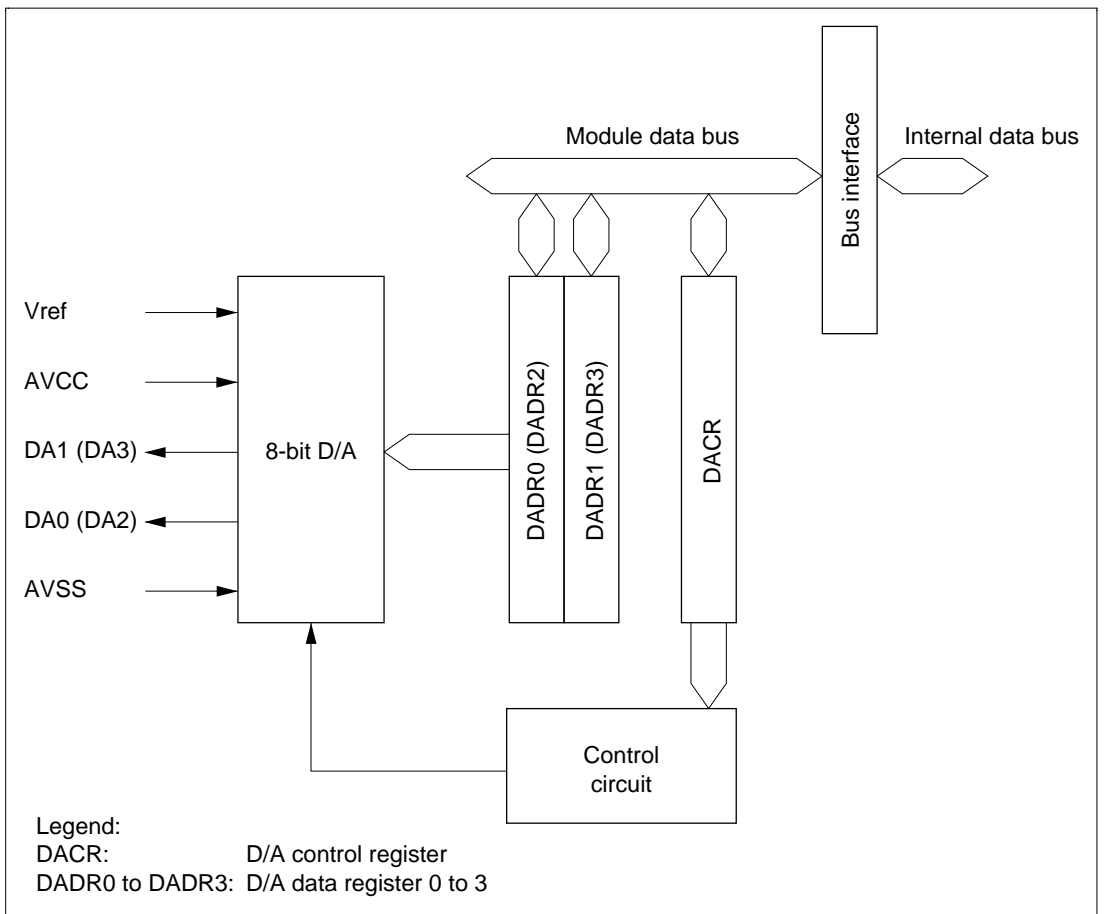 Module data bus
Internal data bus
Bus interface
Vref
AVCC
DA1 (DA3)
DA0 (DA2)
AVSS
8-bit D/A
DADR0 (DADR2)
DADR1 (DADR3)
DACR
Control
circuit
Legend:
DACR: D/A control register
DADR0 to DADR3: D/A data register 0 to 3